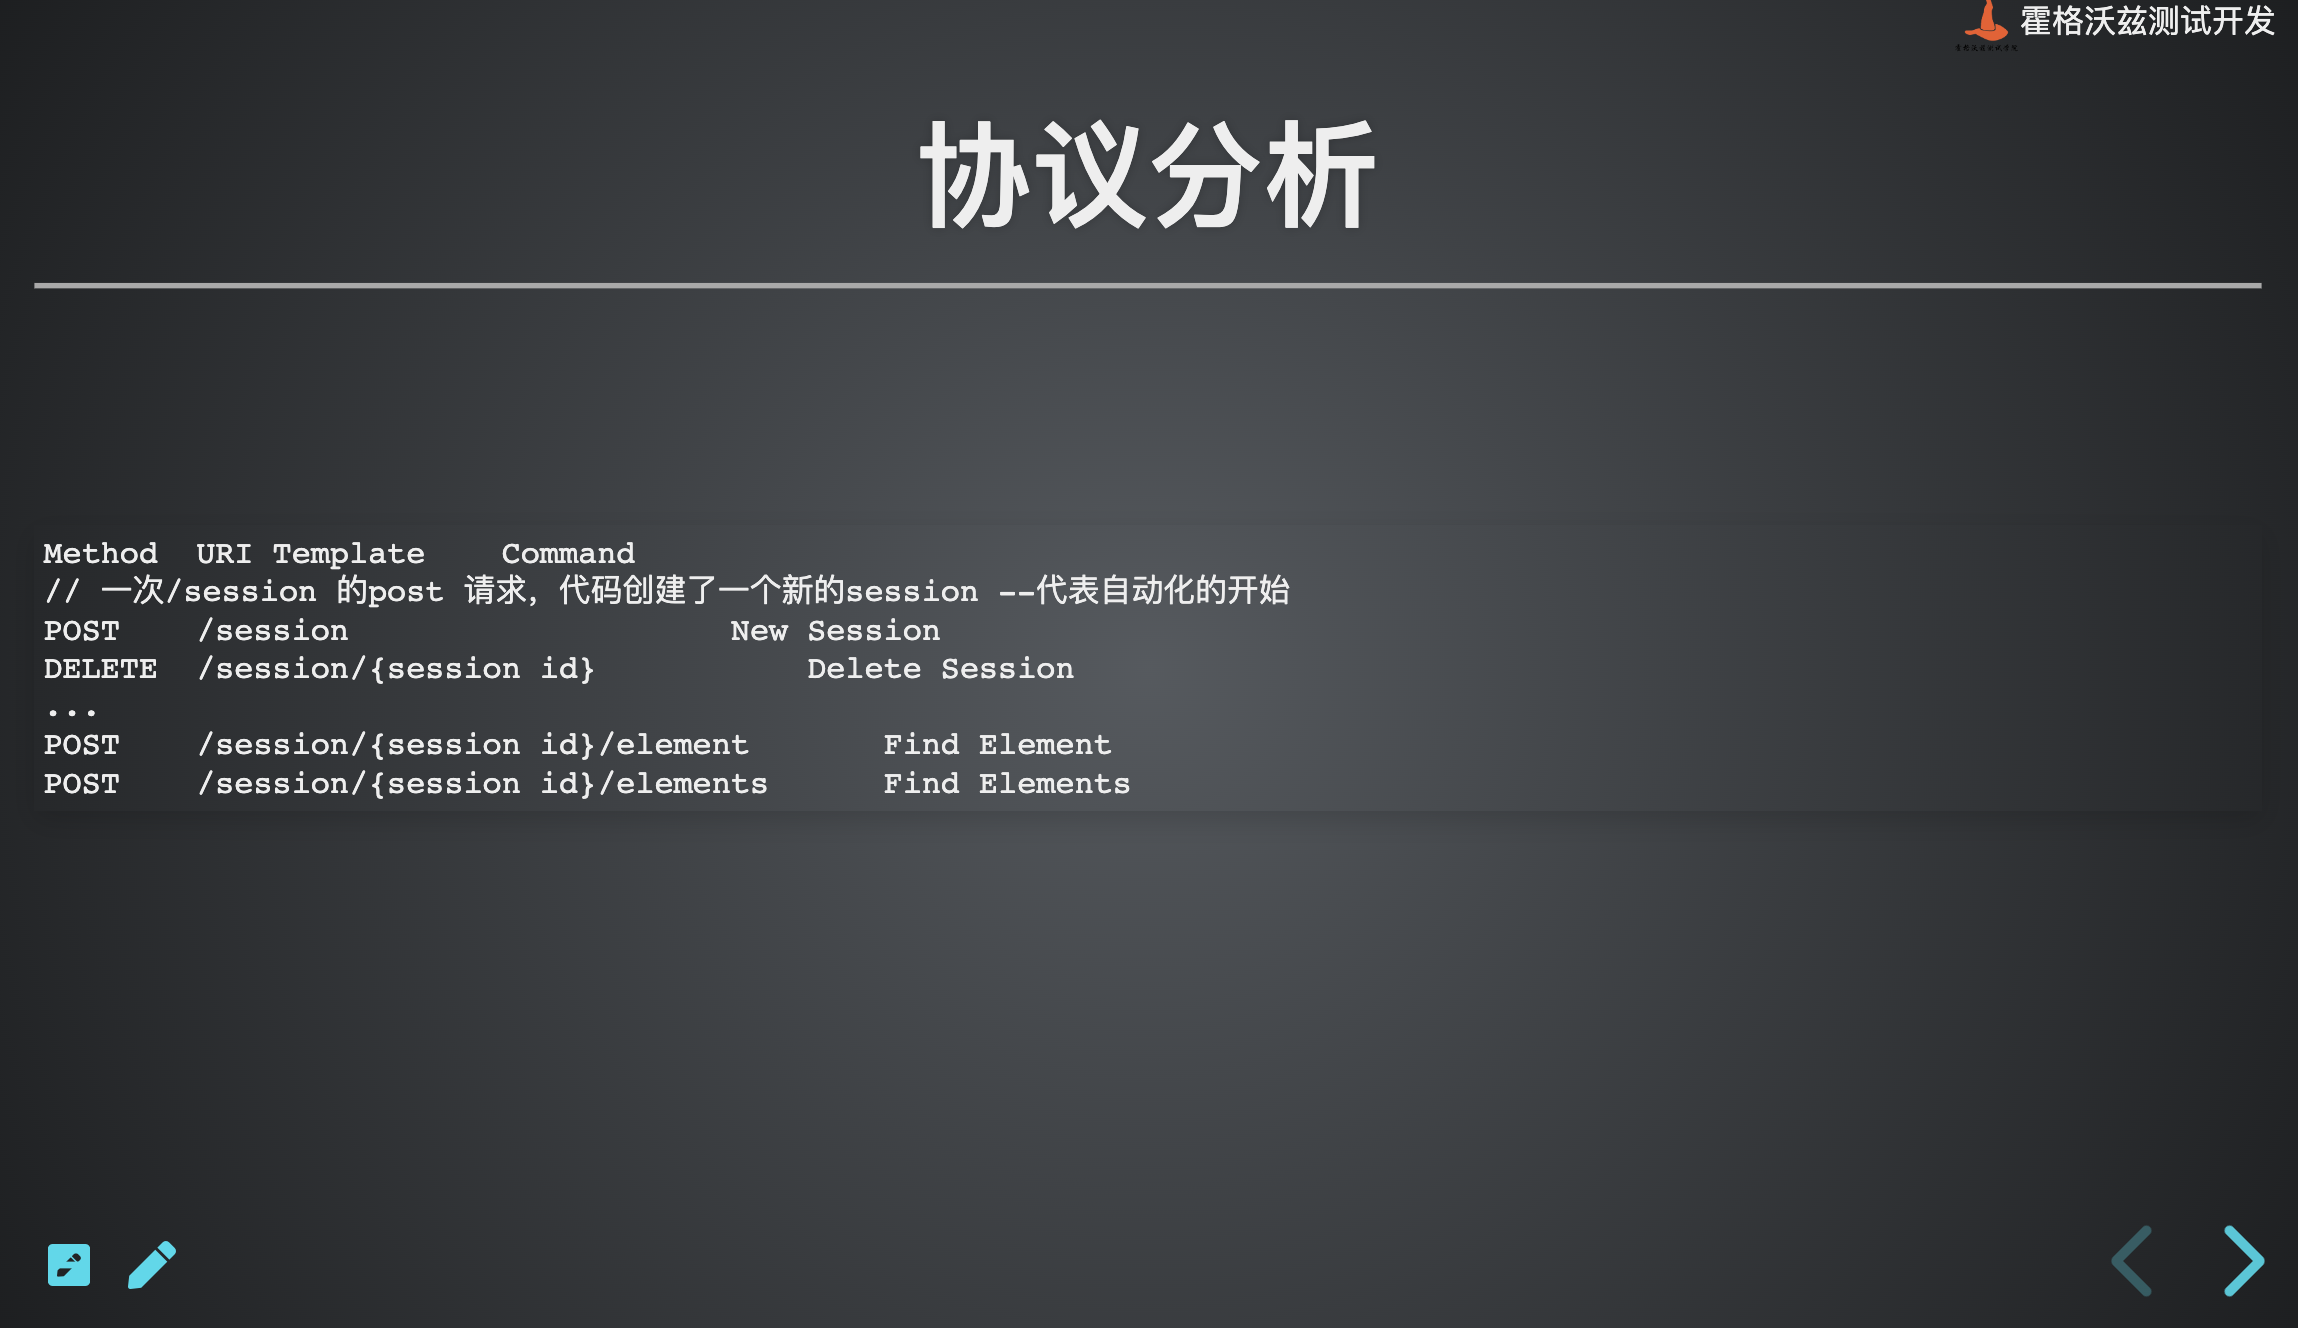 霍格沃兹测试开发
协议分析
Method  URI Template    Command
// 一次/session 的post 请求，代码创建了一个新的session --代表自动化的开始
POST    /session                    New Session
DELETE  /session/{session id}           Delete Session
...
POST    /session/{session id}/element       Find Element
POST    /session/{session id}/elements      Find Elements